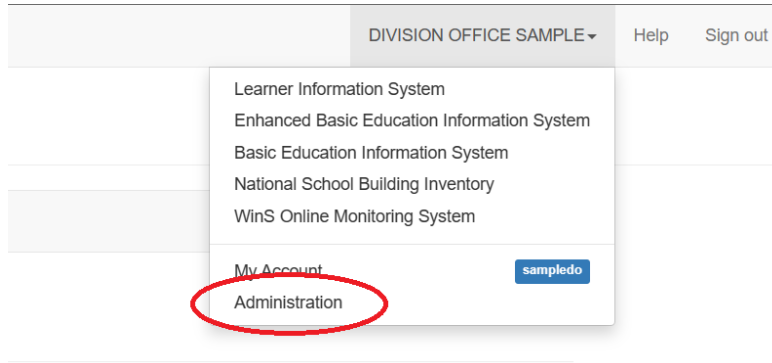 DIVISION OFFICE SAMPLE Help Sign out
Learner Information System
Enhanced Basic Education Information System
Basic Education Information System
National School Building Inventory
WinS Online Monitoring System
My Account sampledo
Administration